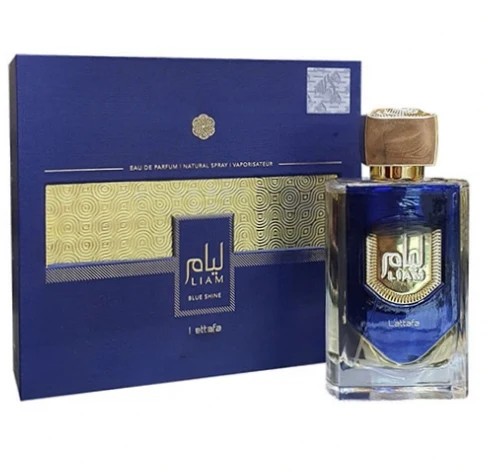 EAU DE PARFUM | NATURAL SPRAY | VAPORISATEUR
ليام
LIAM
BLUE SHINE
Lattafa
ليام
LIAM
Lattafa